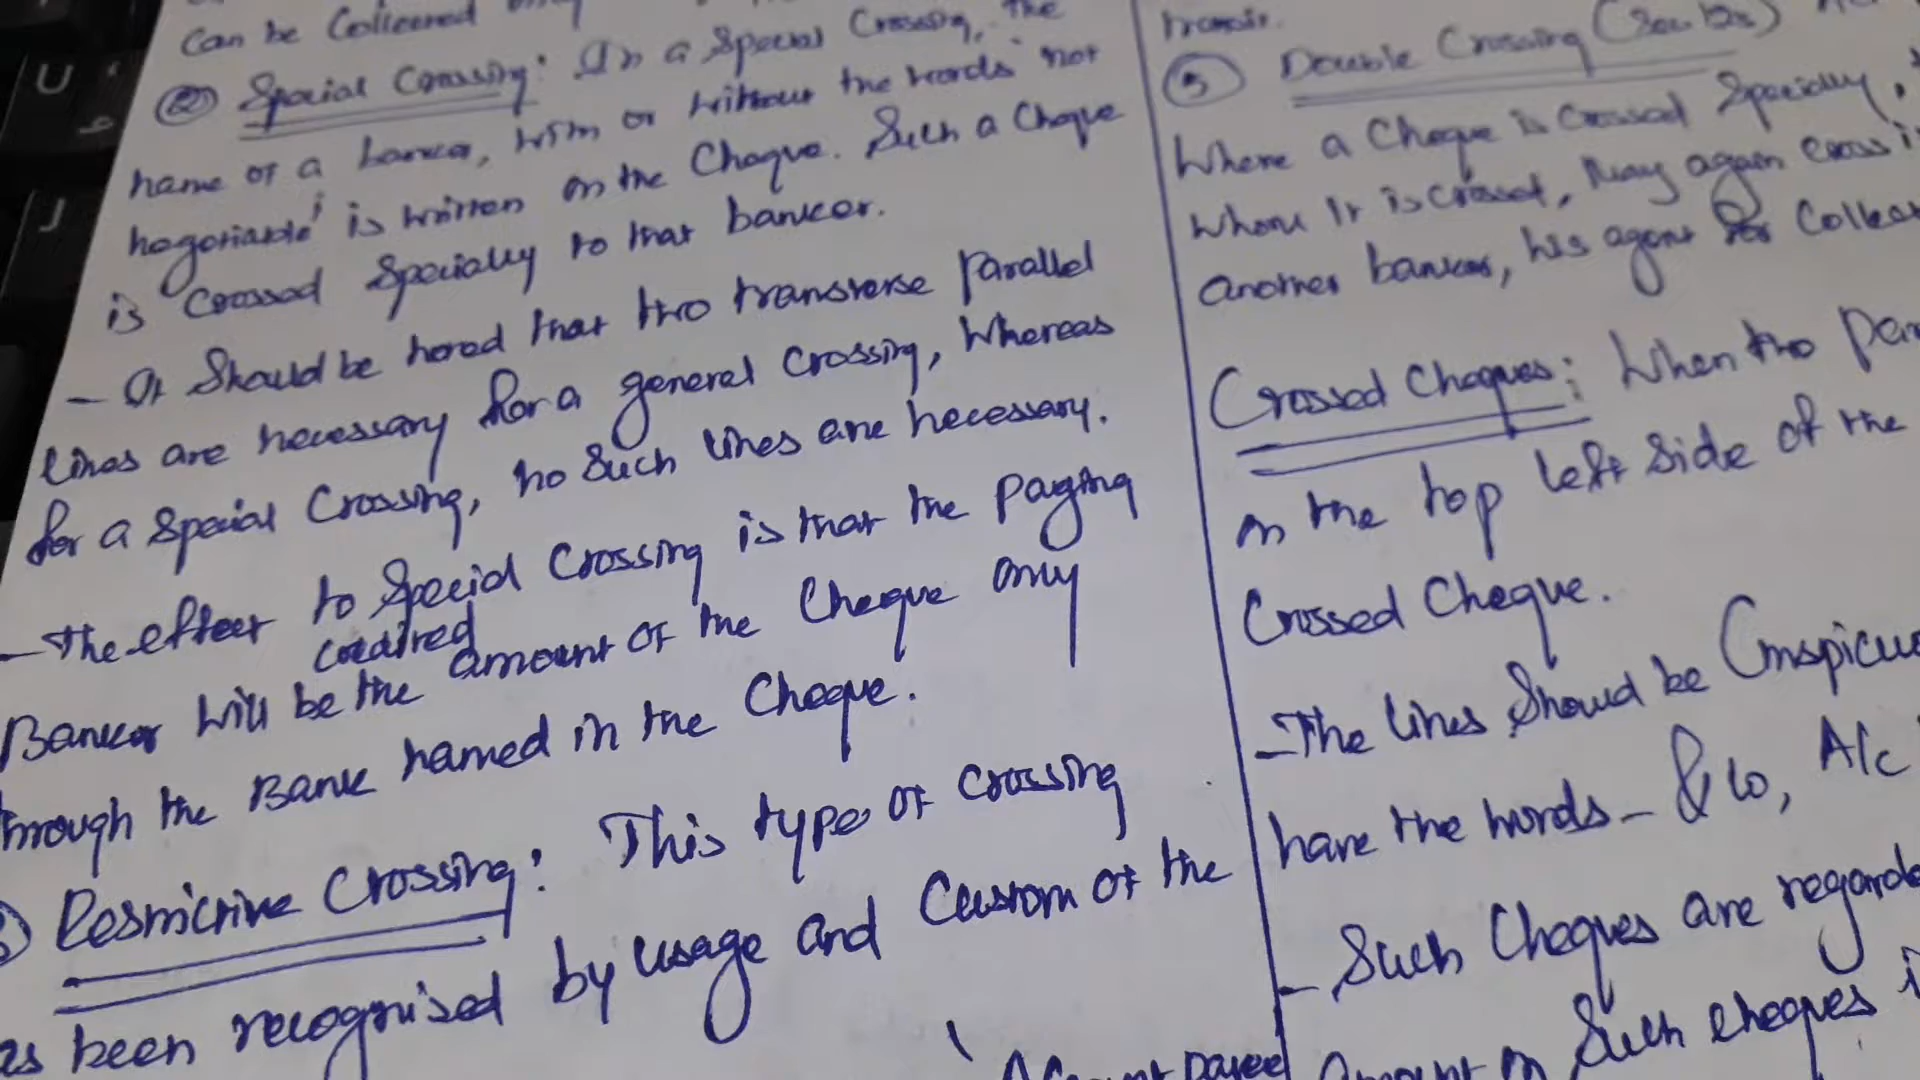 can be collected only
② Special Crossing: In a Special Crossing, the
name of a banker, with or without the words 'not
negotiable' is written on the Cheque. Such a Cheque
is crossed specially to that banker.
- It Should be noted that two transverse parallel
lines are necessary for a general crossing, whereas
for a special crossing, no such lines are necessary.
- The effect to Special Crossing is that the paying
credited
Banker will be the amount of the Cheque only
through the Bank named in the Cheque.
Restrictive Crossing: This type of crossing
been recognised by usage and Custom of the
⑤ Double Crossing (Sec
Where a Cheque is crossed specially,
whom it is crossed, may again cross
another banker, his agent for
Crossed Cheques: When two
on the top left side of the
Crossed Cheque.
- The lines should be
have the words - & Co, A/c
- Such Cheques are
amount on Such cheques